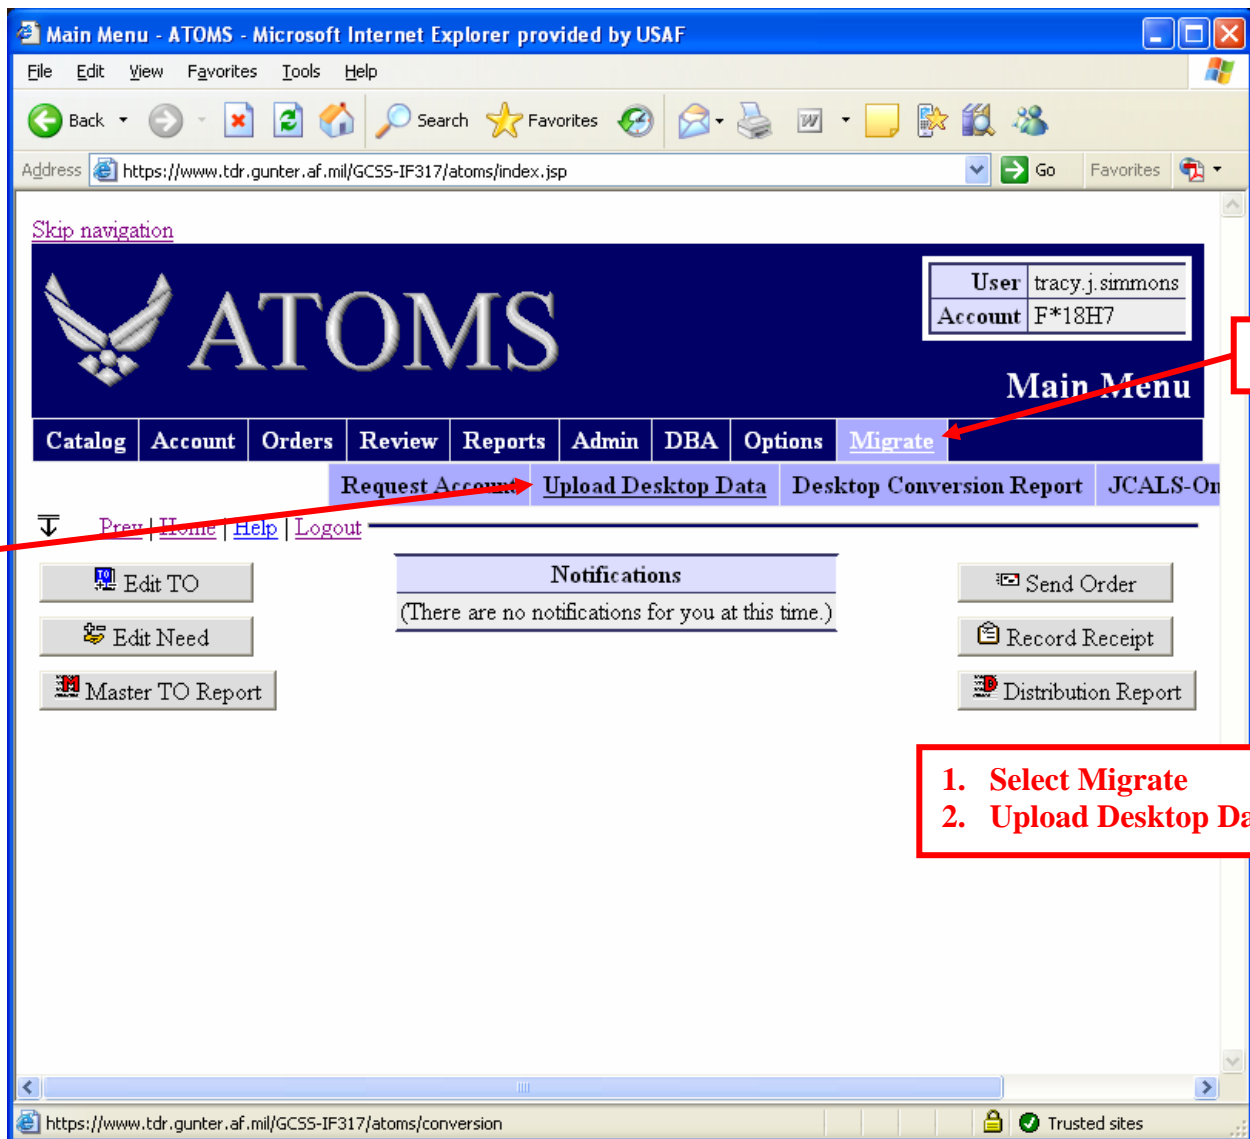 Main Menu - ATOMS - Microsoft Internet Explorer provided by USAF
File Edit View Favorites Tools Help
Back Search Favorites
Address https://www.tdr.gunter.af.mil/GCSS-IF317/atoms/index.jsp Go Favorites
Skip navigation
ATOMS
User tracy.j.simmons
Account F*18H7
Main Menu
Catalog Account Orders Review Reports Admin DBA Options Migrate
Request Account Upload Desktop Data Desktop Conversion Report JCALS-On
Prev | Home | Help | Logout
Edit TO
Notifications
Send Order
(There are no notifications for you at this time.)
Edit Need
Record Receipt
Master TO Report
Distribution Report
1. Select Migrate
2. Upload Desktop Da
https://www.tdr.gunter.af.mil/GCSS-IF317/atoms/conversion Trusted sites